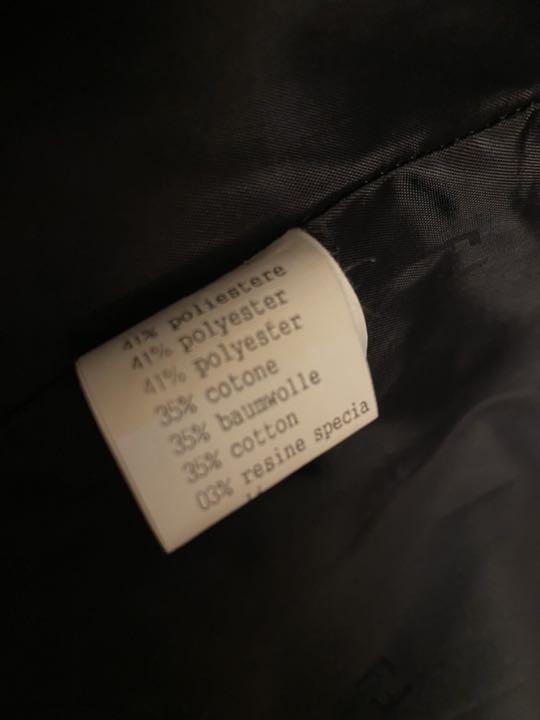 41% poliestere
41% polyester
41% polyester
35% cotone
35% baumwolle
35% cotton
03% resine specia